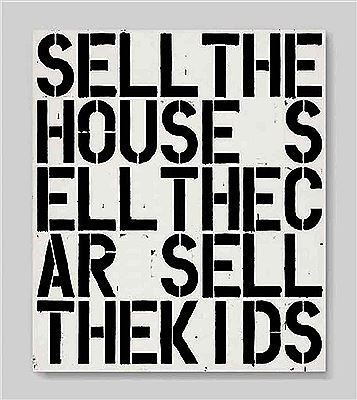 SELLTHE
HOUSE S
ELLTHEC
AR SELL
THEKIDS